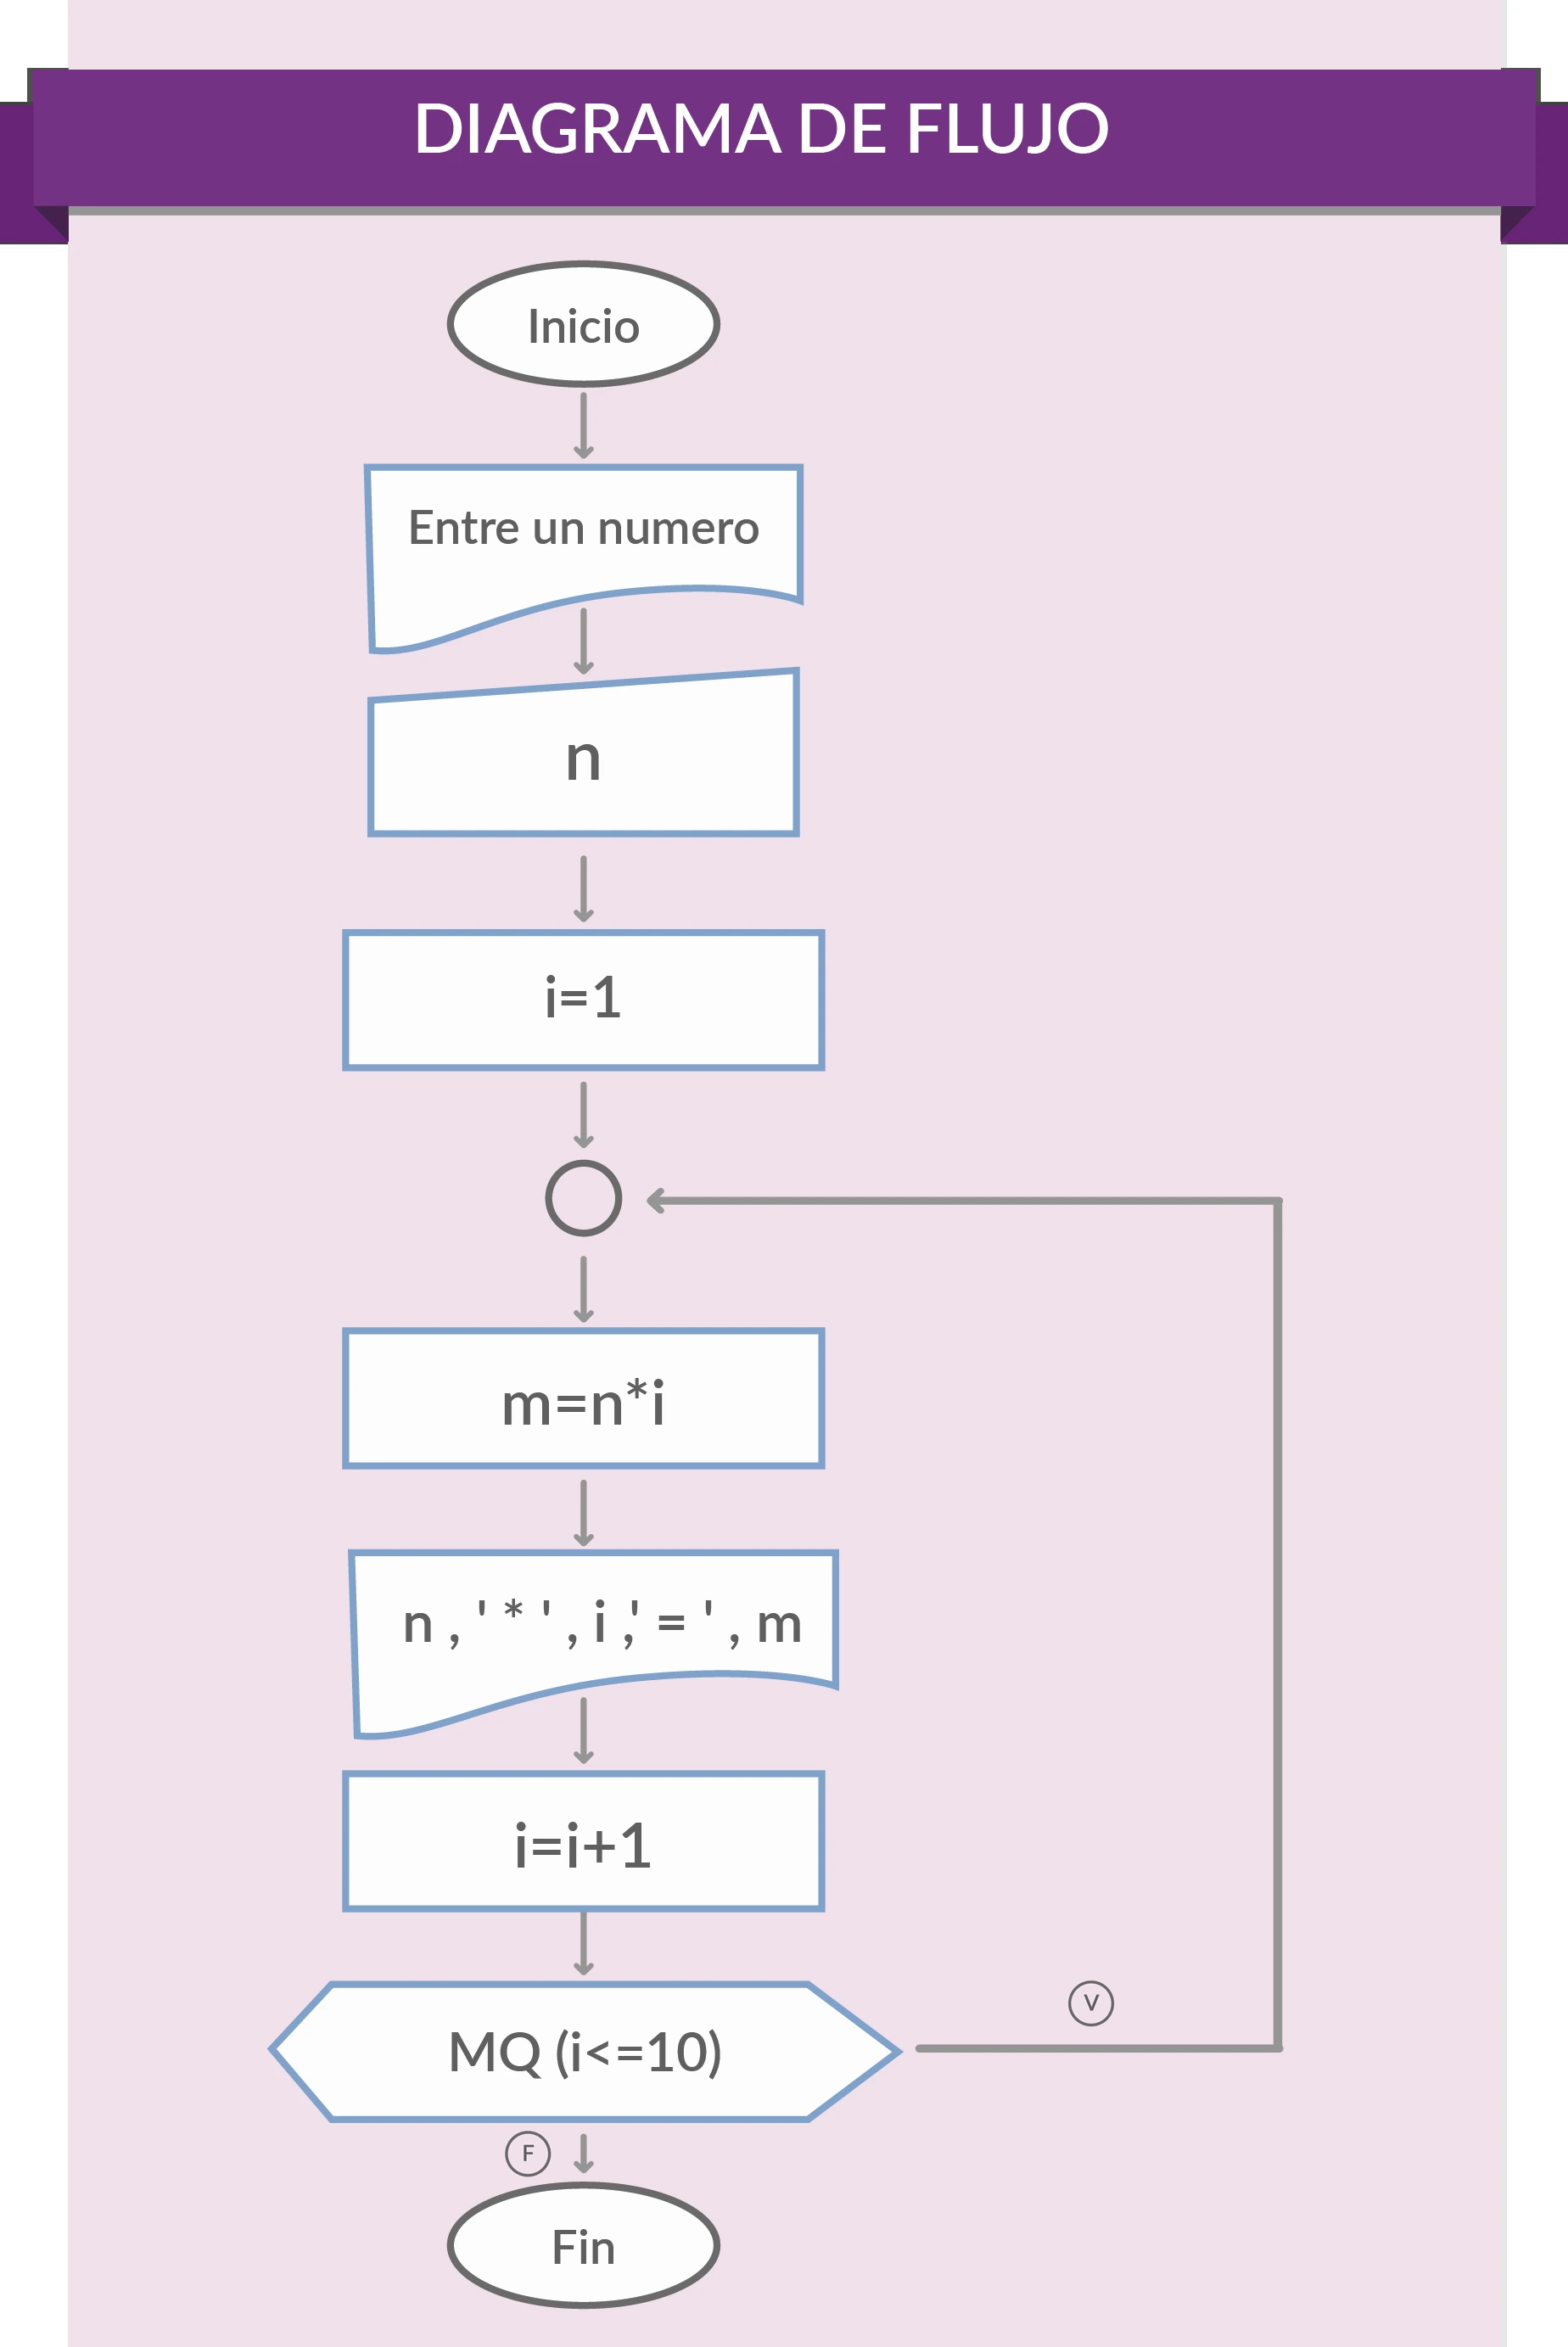 DIAGRAMA DE FLUJO
Inicio
Entre un numero
n
i=1
m=n*i
n , ' * ' , i ,' = ' , m
i=i+1
MQ (i<=10)
V
F
Fin